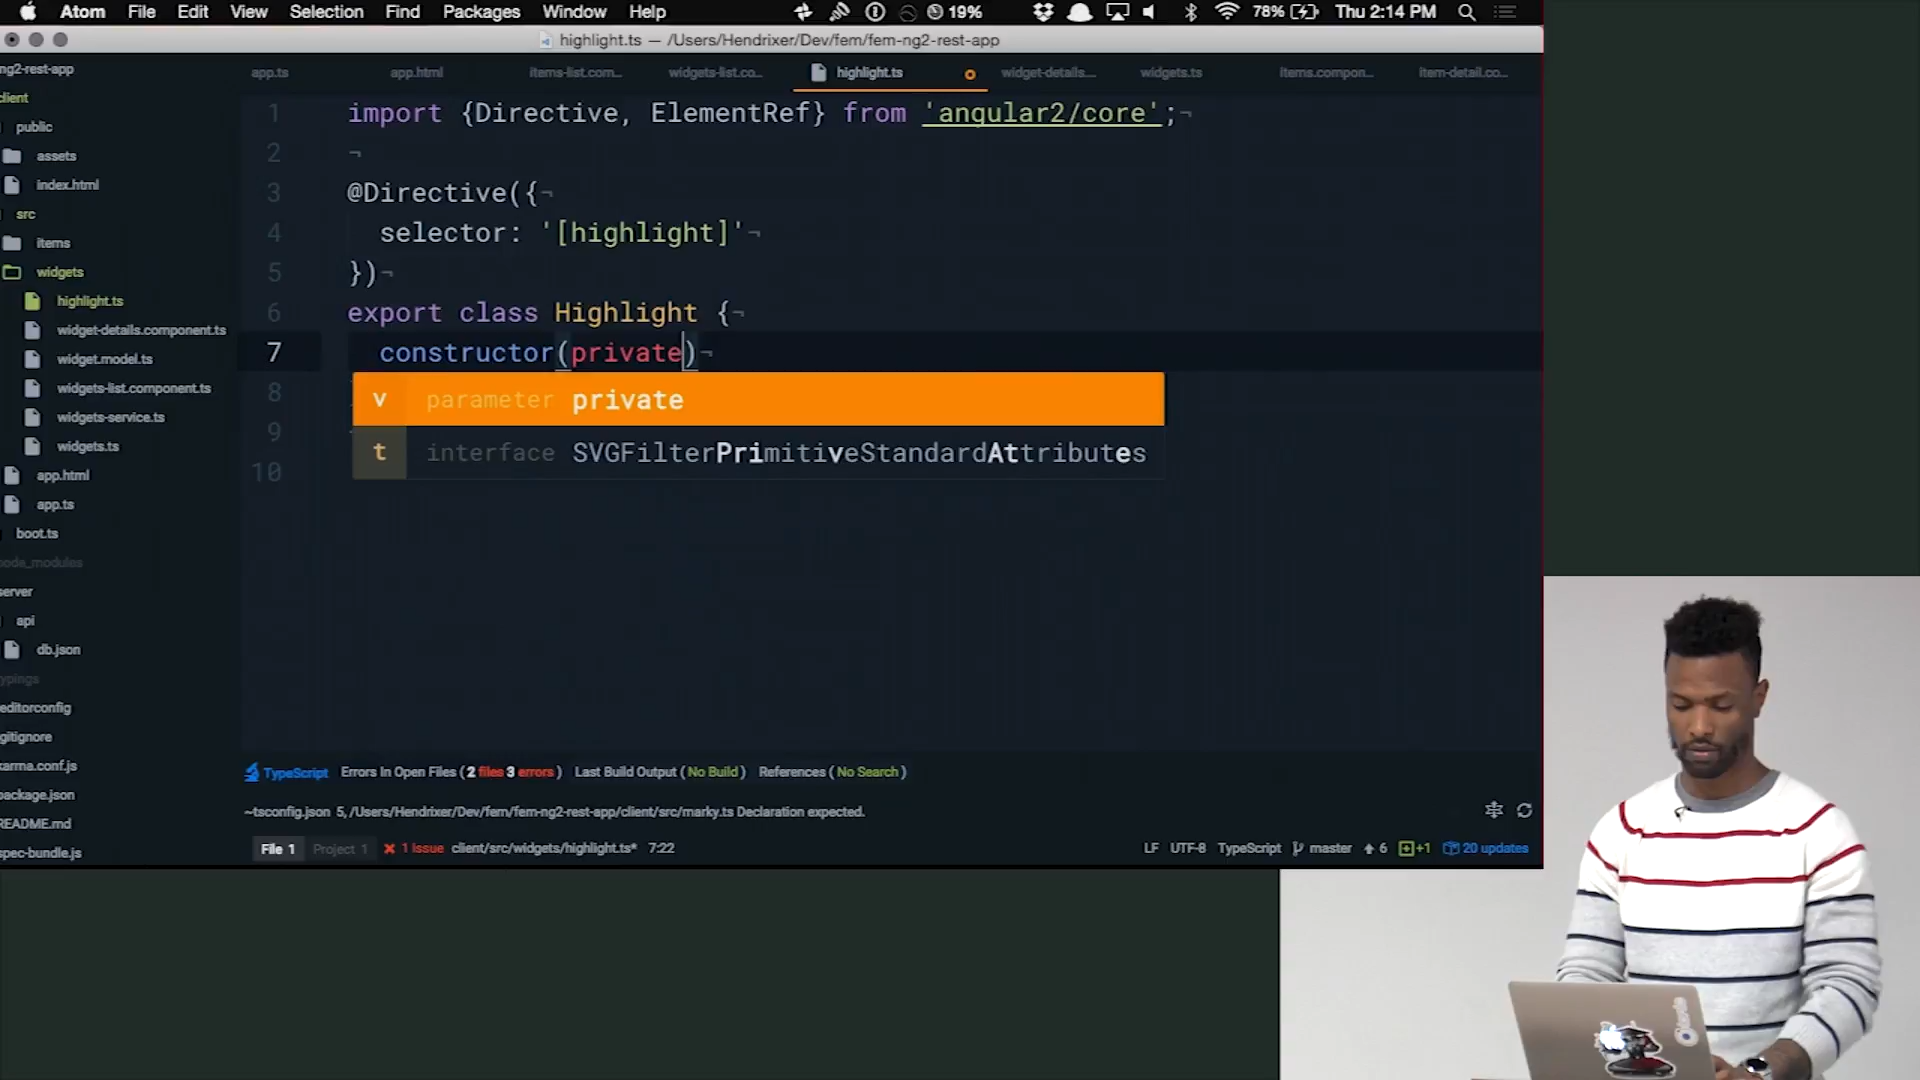 Atom File Edit View Selection Find Packages Window Help 19% 78% Thu 2:14 PM
highlight.ts — /Users/Hendrixer/Dev/fem/fem-ng2-rest-app
ng2-rest-app
client
public
assets
index.html
src
items
widgets
highlight.ts
widget-details.component.ts
widget.model.ts
widgets-list.component.ts
widgets-service.ts
widgets.ts
app.html
app.ts
boot.ts
node_modules
server
api
db.json
typings
editorconfig
gitignore
karma.conf.js
package.json
README.md
spec-bundle.js
app.ts app.html items-list.com... widgets-list.co... highlight.ts widget-details.... widgets.ts items.compon... item-detail.co...
1 import {Directive, ElementRef} from 'angular2/core';¬
2 ¬
3 @Directive({¬
4 selector: '[highlight]'¬
5 })¬
6 export class Highlight {¬
7 constructor(private)¬
8
9
10
v parameter private
t interface SVGFilterPrimitiveStandardAttributes
TypeScript Errors In Open Files ( 2 files 3 errors ) Last Build Output ( No Build ) References ( No Search )
~tsconfig.json 5, /Users/Hendrixer/Dev/fem/fem-ng2-rest-app/client/src/marky.ts Declaration expected.
File 1 Project 1 1 Issue client/src/widgets/highlight.ts* 7:22 LF UTF-8 TypeScript master 6 +1 20 updates